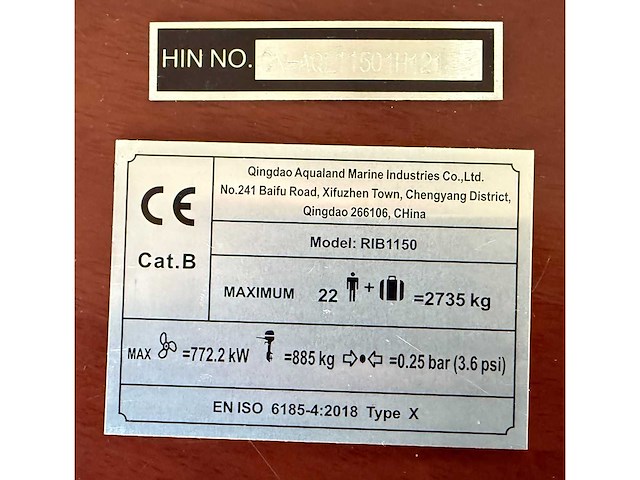 HIN NO.
CE
Cat.B
Qingdao Aqualand Marine Industries Co.,Ltd.
No.241 Baifu Road, Xifuzhen Town, Chengyang District,
Qingdao 266106, CHina
Model: RIB1150
MAXIMUM 22 + =2735 kg
MAX =772.2 kW =885 kg =0.25 bar (3.6 psi)
EN ISO 6185-4:2018 Type X